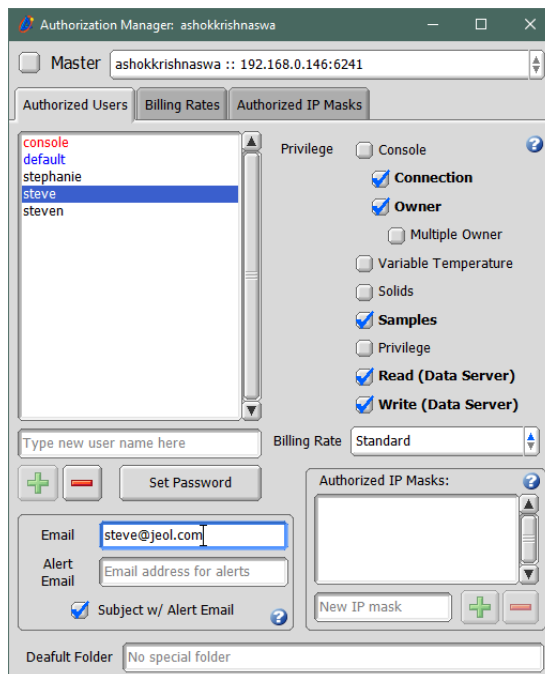 Authorization Manager: ashokkrishnaswa
Master ashokkrishnaswa :: 192.168.0.146:6241
Authorized Users Billing Rates Authorized IP Masks
console
default
stephanie
steve
steven
Privilege
Console
Connection
Owner
Multiple Owner
Variable Temperature
Solids
Samples
Privilege
Read (Data Server)
Write (Data Server)
Type new user name here
Billing Rate Standard
Set Password
Authorized IP Masks:
Email steve@jeol.com
Alert
Email
Email address for alerts
Subject w/ Alert Email
New IP mask
Deafult Folder No special folder